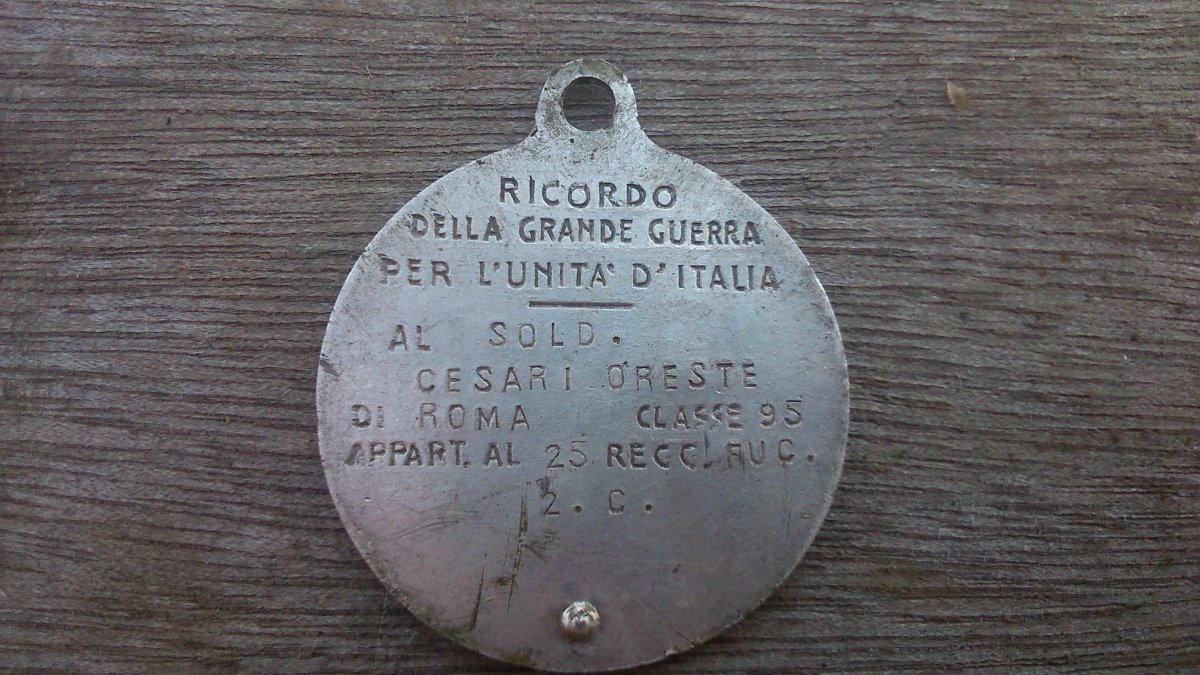 RICORDO
DELLA GRANDE GUERRA
PER L'UNITA' D'ITALIA
AL SOLD.
CESARI ORESTE
DI ROMA CLASSE 95
APPART. AL 25 REGG.
2. C.